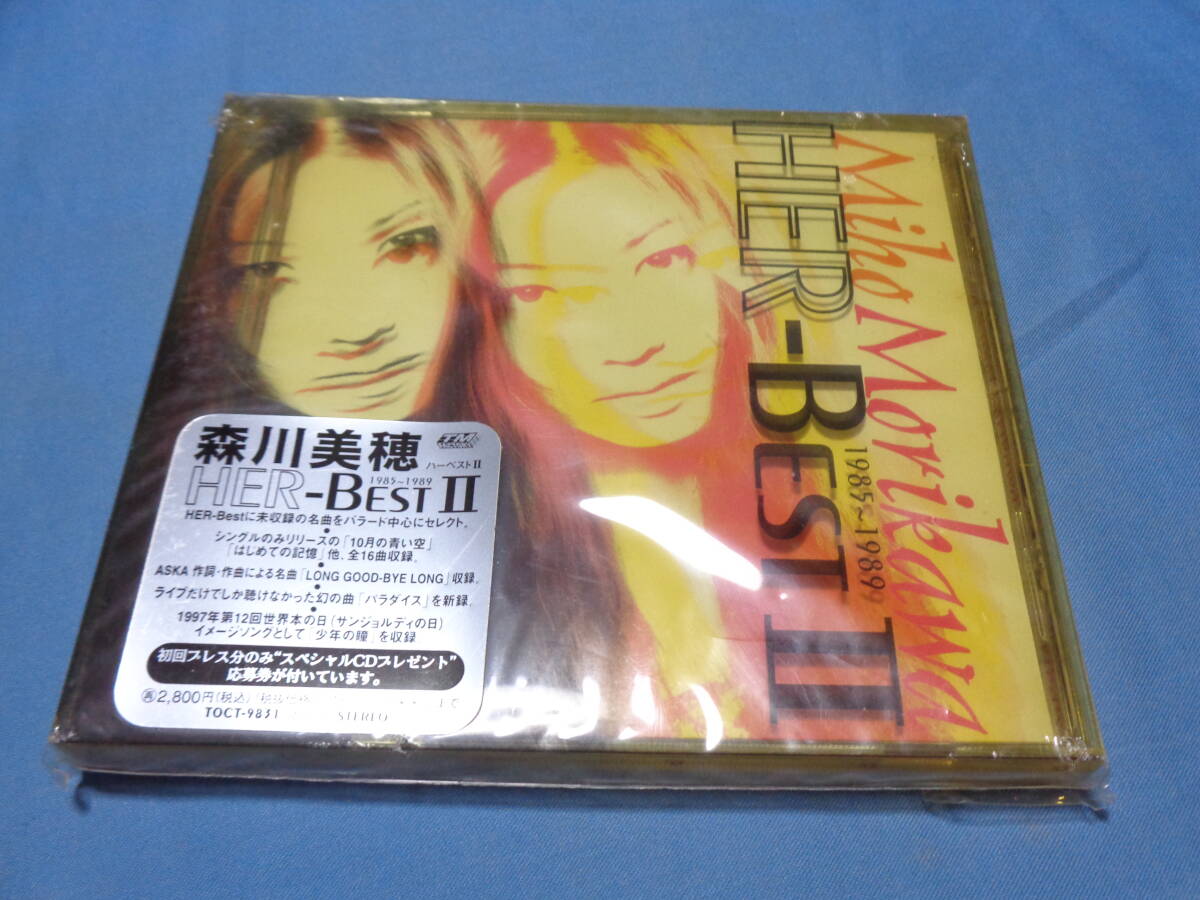 Miho Morikawa
HER-BEST II
1985~1989
森川美穂
TM
ハーベストII
1985~1989
HER-BEST II
HER-Bestに未収録の名曲をバラード中心にセレクト。
シングルのみリリースの「10月の青い空」
「はじめての記憶」他、全16曲収録。
ASKA 作詞・作曲による名曲「LONG GOOD-BYE LONG」収録。
ライブだけでしか聴けなかった幻の曲「パラダイス」を新録。
1997年第12回世界本の日(サンジョルディの日)
イメージソングとして「少年の瞳」を収録
初回プレス分のみ“スペシャルCDプレゼント”
応募券が付いています。
2,800円(税込)
TOCT-9831 STEREO